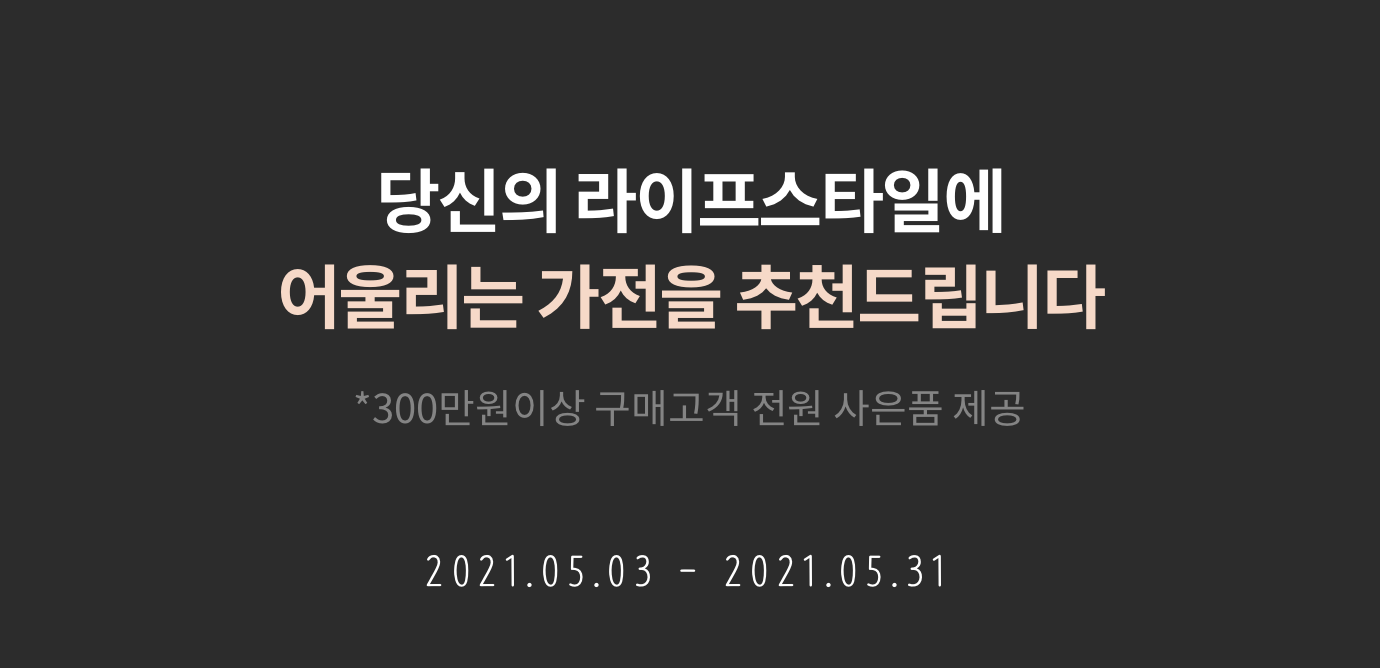 당신의 라이프스타일에
어울리는 가전을 추천드립니다
*300만원이상 구매고객 전원 사은품 제공
2021.05.03 - 2021.05.31